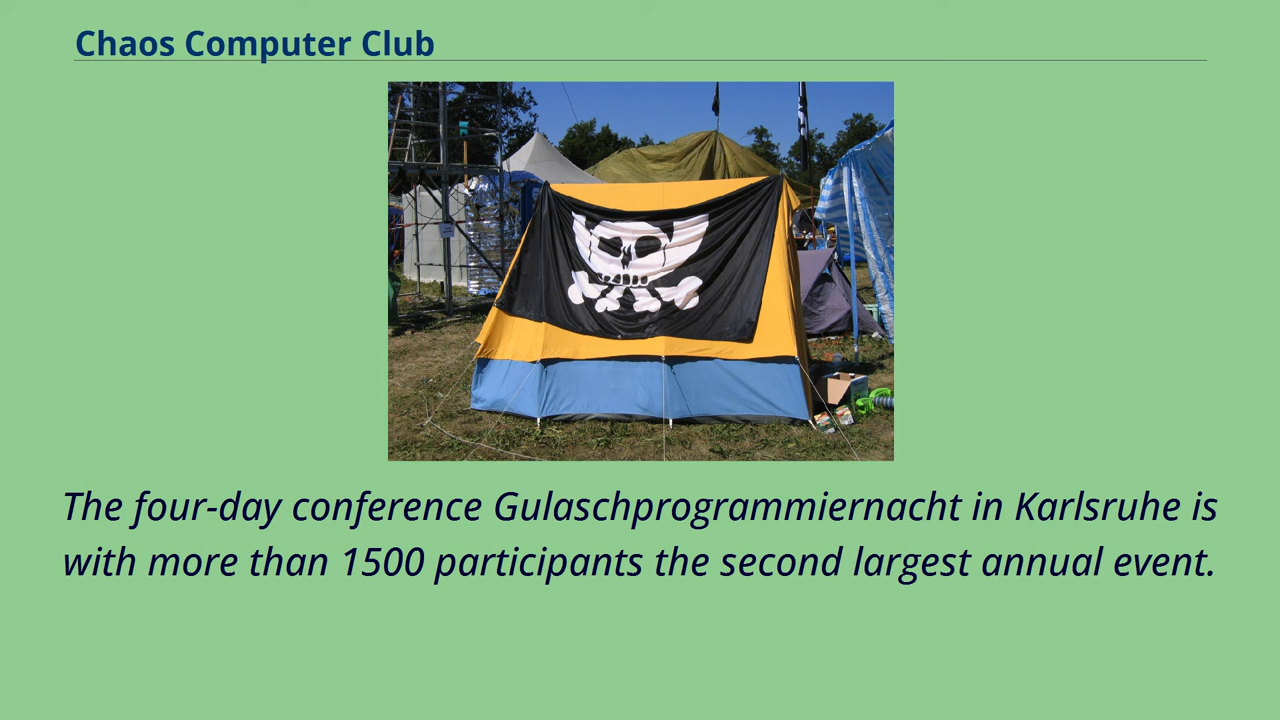 Chaos Computer Club
The four-day conference Gulaschprogrammiernacht in Karlsruhe is
with more than 1500 participants the second largest annual event.